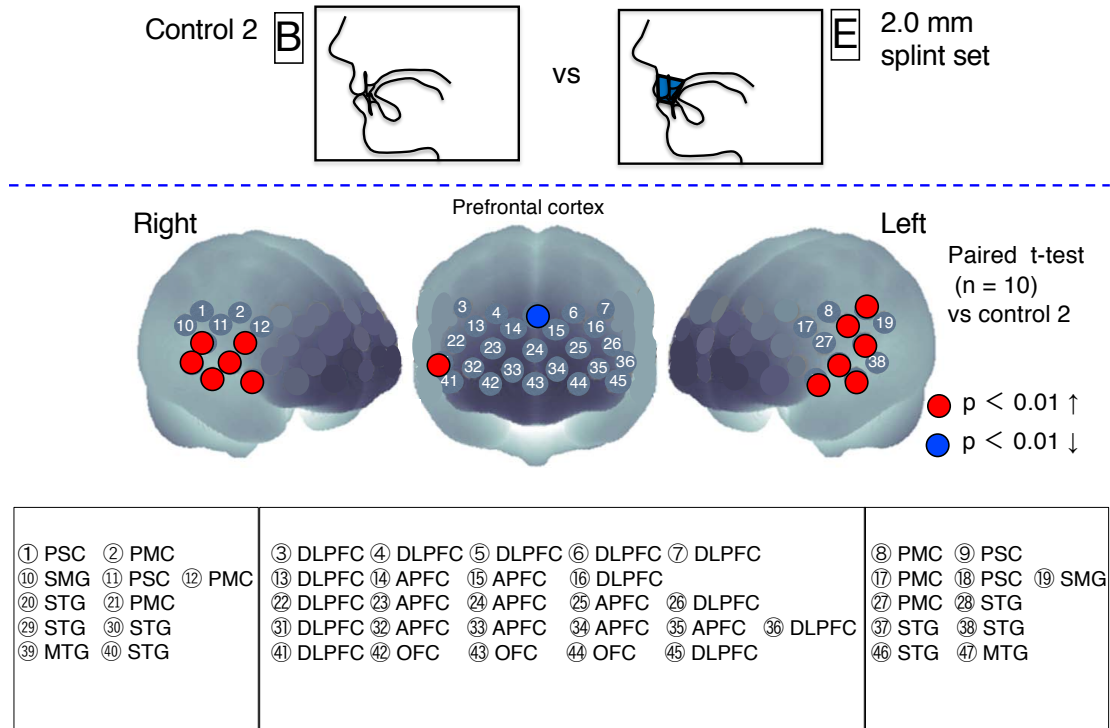 Control 2 B
vs
E 2.0 mm
splint set
Right
Prefrontal cortex
Left
Paired t-test
(n = 10)
vs control 2
1 2
10 11 12
3 4 6 7
13 14 15 16
22 23 24 25 26
32 33 34 35 36
41 42 43 44 45
8
17 19
27
38
p < 0.01 ↑
p < 0.01 ↓
① PSC ② PMC
⑩ SMG ⑪ PSC ⑫ PMC
⑳ STG ㉑ PMC
㉙ STG ㉚ STG
㊴ MTG ㊵ STG
③ DLPFC ④ DLPFC ⑤ DLPFC ⑥ DLPFC ⑦ DLPFC
⑬ DLPFC ⑭ APFC ⑮ APFC ⑯ DLPFC
㉒ DLPFC ㉓ APFC ㉔ APFC ㉕ APFC ㉖ DLPFC
㉛ DLPFC ㉜ APFC ㉝ APFC ㉞ APFC ㉟ APFC ㊱ DLPFC
㊶ DLPFC ㊷ OFC ㊸ OFC ㊹ OFC ㊺ DLPFC
⑧ PMC ⑨ PSC
⑰ PMC ⑱ PSC ⑲ SMG
㉗ PMC ㉘ STG
㊲ STG ㊳ STG
㊻ STG ㊼ MTG